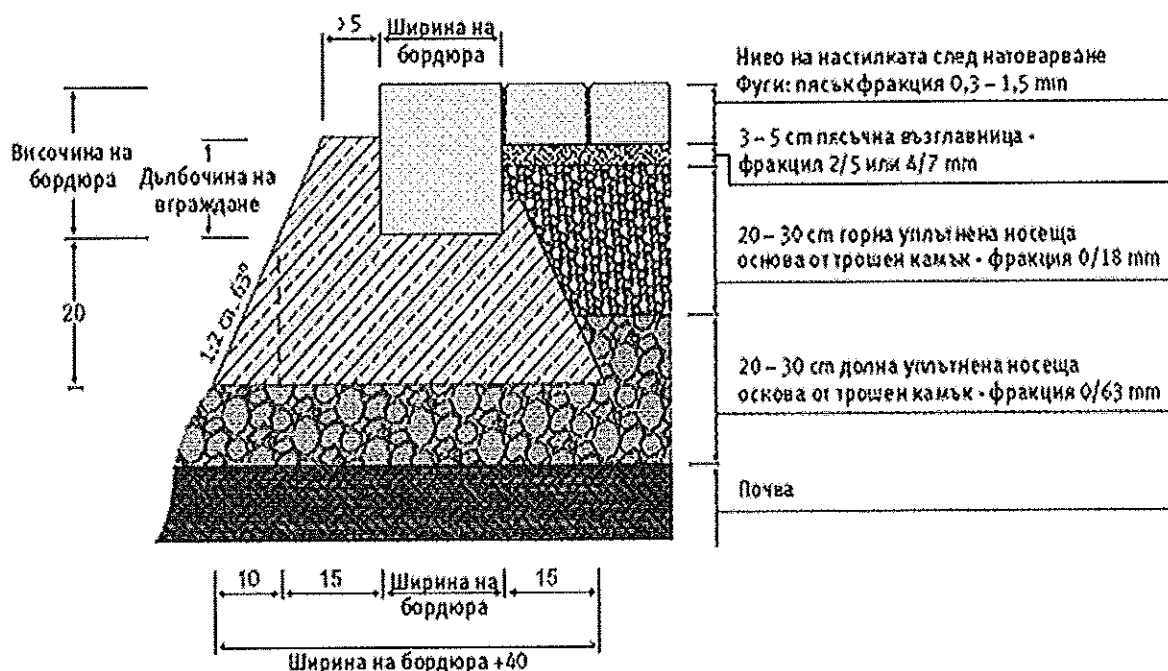 >5
Ширина на
бордюра
Ниво на настилката след натоварване
Фуги: пясък фракция 0,3 – 1,5 mm
3 – 5 cm пясъчна възглавница -
фракция 2/5 или 4/7 mm
Височина на
бордюра
Дълбочина на
вграждане
20 – 30 cm горна уплътнена носеща
основа от трошен камък - фракция 0/18 mm
20
1:2 ст. 63°
20 – 30 cm долна уплътнена носеща
основа от трошен камък - фракция 0/63 mm
Почва
10
15
Ширина на
бордюра
15
Ширина на бордюра +40